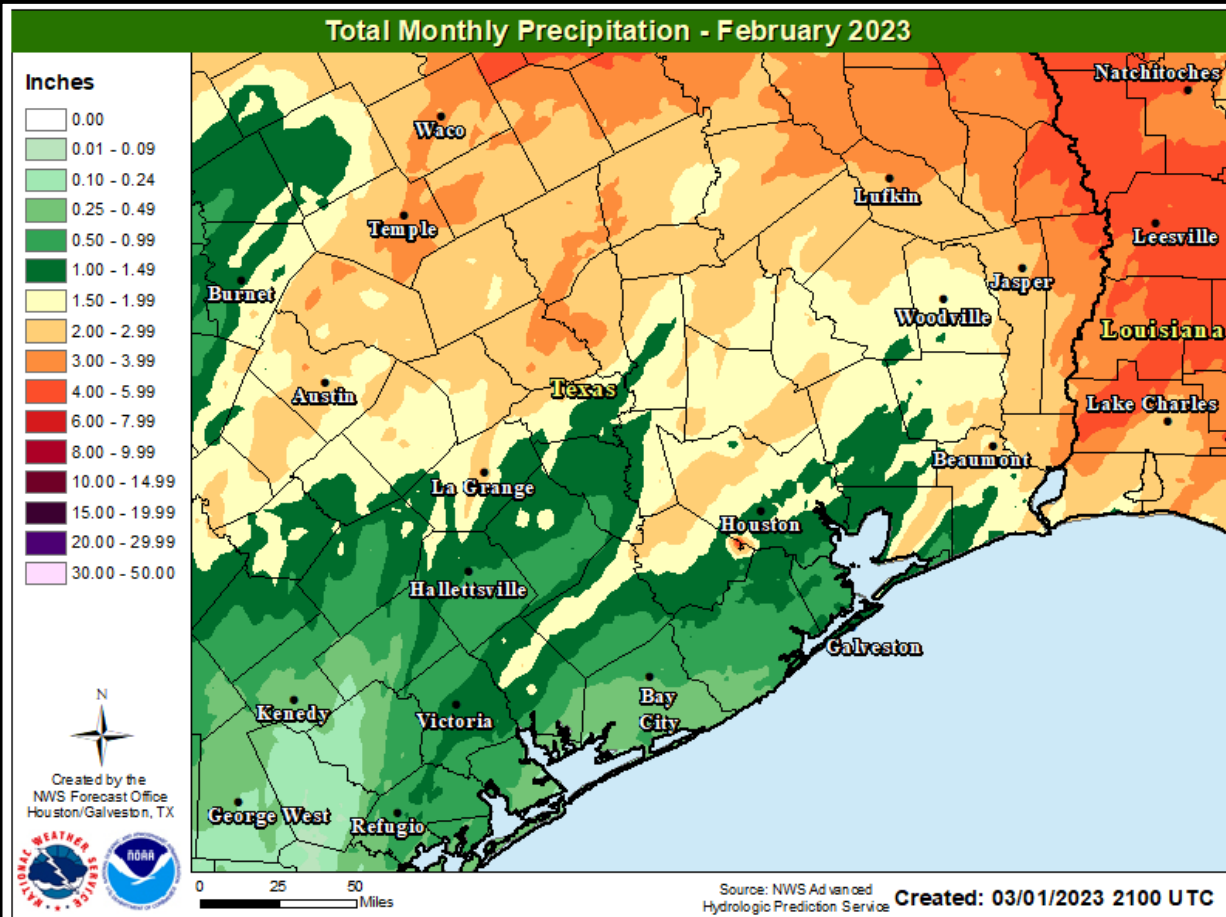 Total Monthly Precipitation - February 2023
Inches
0.00
0.01 - 0.09
0.10 - 0.24
0.25 - 0.49
0.50 - 0.99
1.00 - 1.49
1.50 - 1.99
2.00 - 2.99
3.00 - 3.99
4.00 - 5.99
6.00 - 7.99
8.00 - 9.99
10.00 - 14.99
15.00 - 19.99
20.00 - 29.99
30.00 - 50.00
Natchitoches
Waco
Lufkin
Temple
Leesville
Jasper
Burnet
Woodville
Louisiana
Texas
Austin
Lake Charles
Beaumont
La Grange
Houston
Hallettsville
Galveston
Bay
City
Kenedy
Victoria
George West
Refugio
N
Created by the
NWS Forecast Office
Houston/Galveston, TX
NATIONAL WEATHER SERVICE
NOAA
0 25 50
Miles
Source: NWS Advanced
Hydrologic Prediction Service
Created: 03/01/2023 2100 UTC